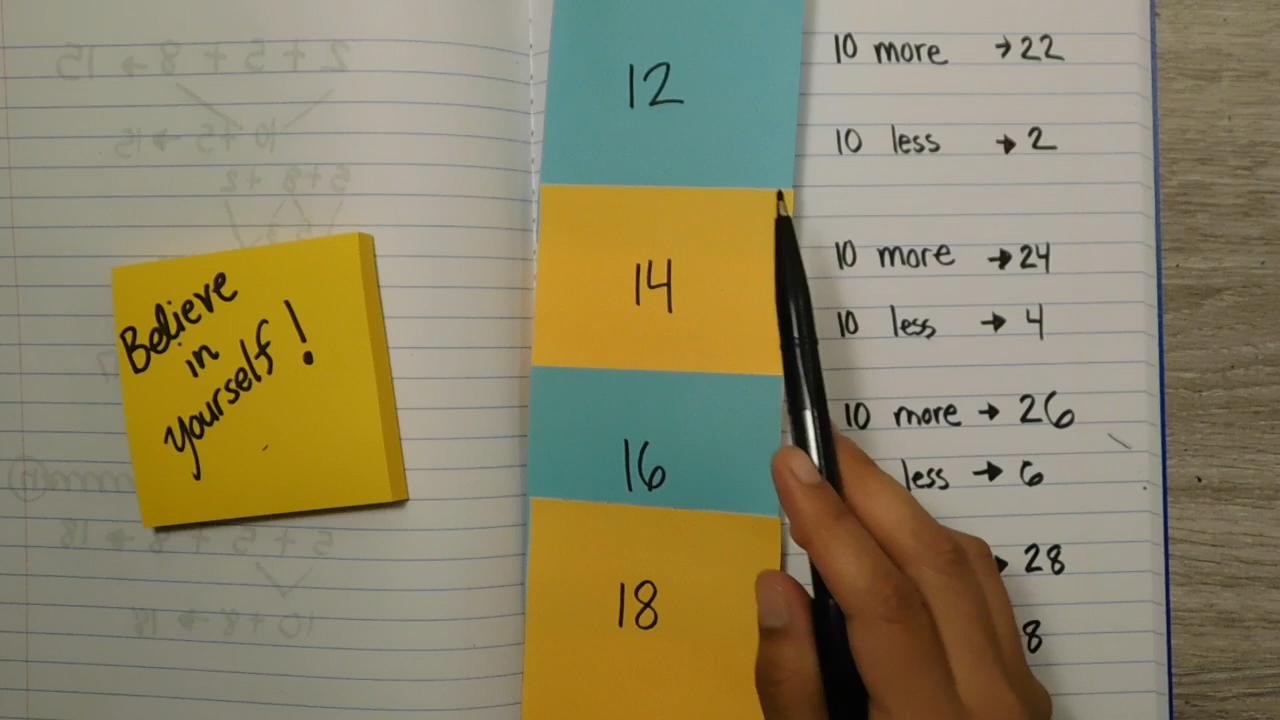 Believe
in
yourself!
12
10 more → 22
10 less → 2
14
10 more → 24
10 less → 4
16
10 more → 26
less → 6
18
28
8